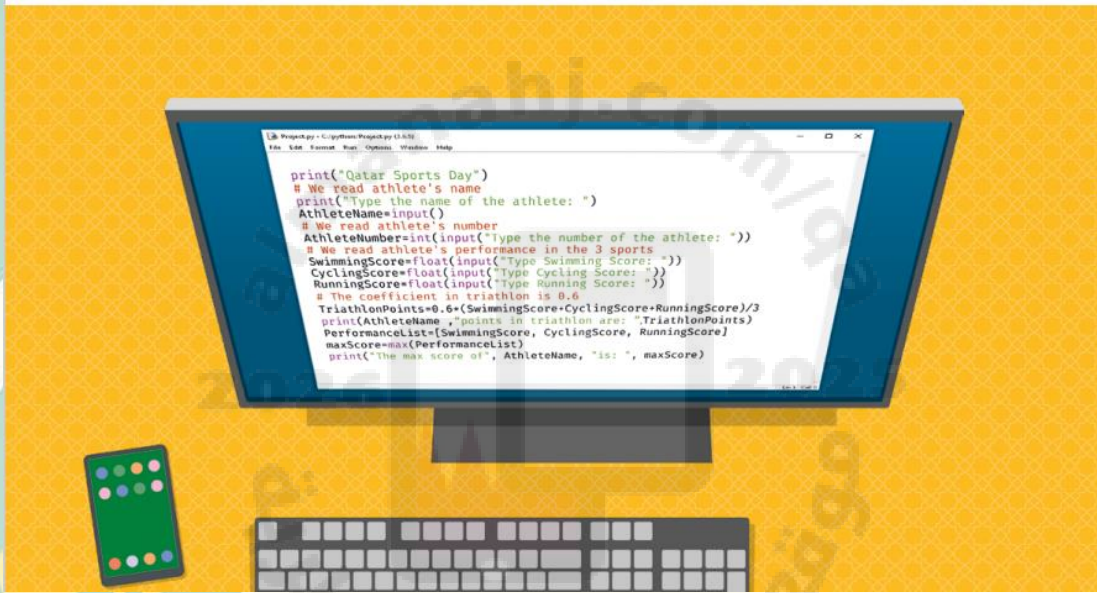 Project.py - C:/python/Project.py (3.6.5)
File Edit Format Run Options Window Help
print("Qatar Sports Day")
# We read athlete's name
print("Type the name of the athlete: ")
AthleteName=input()
# We read athlete's number
AthleteNumber=int(input("Type the number of the athlete: "))
# We read athlete's performance in the 3 sports
SwimmingScore=float(input("Type Swimming Score: "))
CyclingScore=float(input("Type Cycling Score: "))
RunningScore=float(input("Type Running Score: "))
# The coefficient in triathlon is 0.6
TriathlonPoints=0.6*(SwimmingScore+CyclingScore+RunningScore)/3
print(AthleteName ,"points in triathlon are: ",TriathlonPoints)
PerformanceList=[SwimmingScore, CyclingScore, RunningScore]
maxScore=max(PerformanceList)
print("The max score of", AthleteName, "is: ", maxScore)
almanahj.com/qa
2026 2025